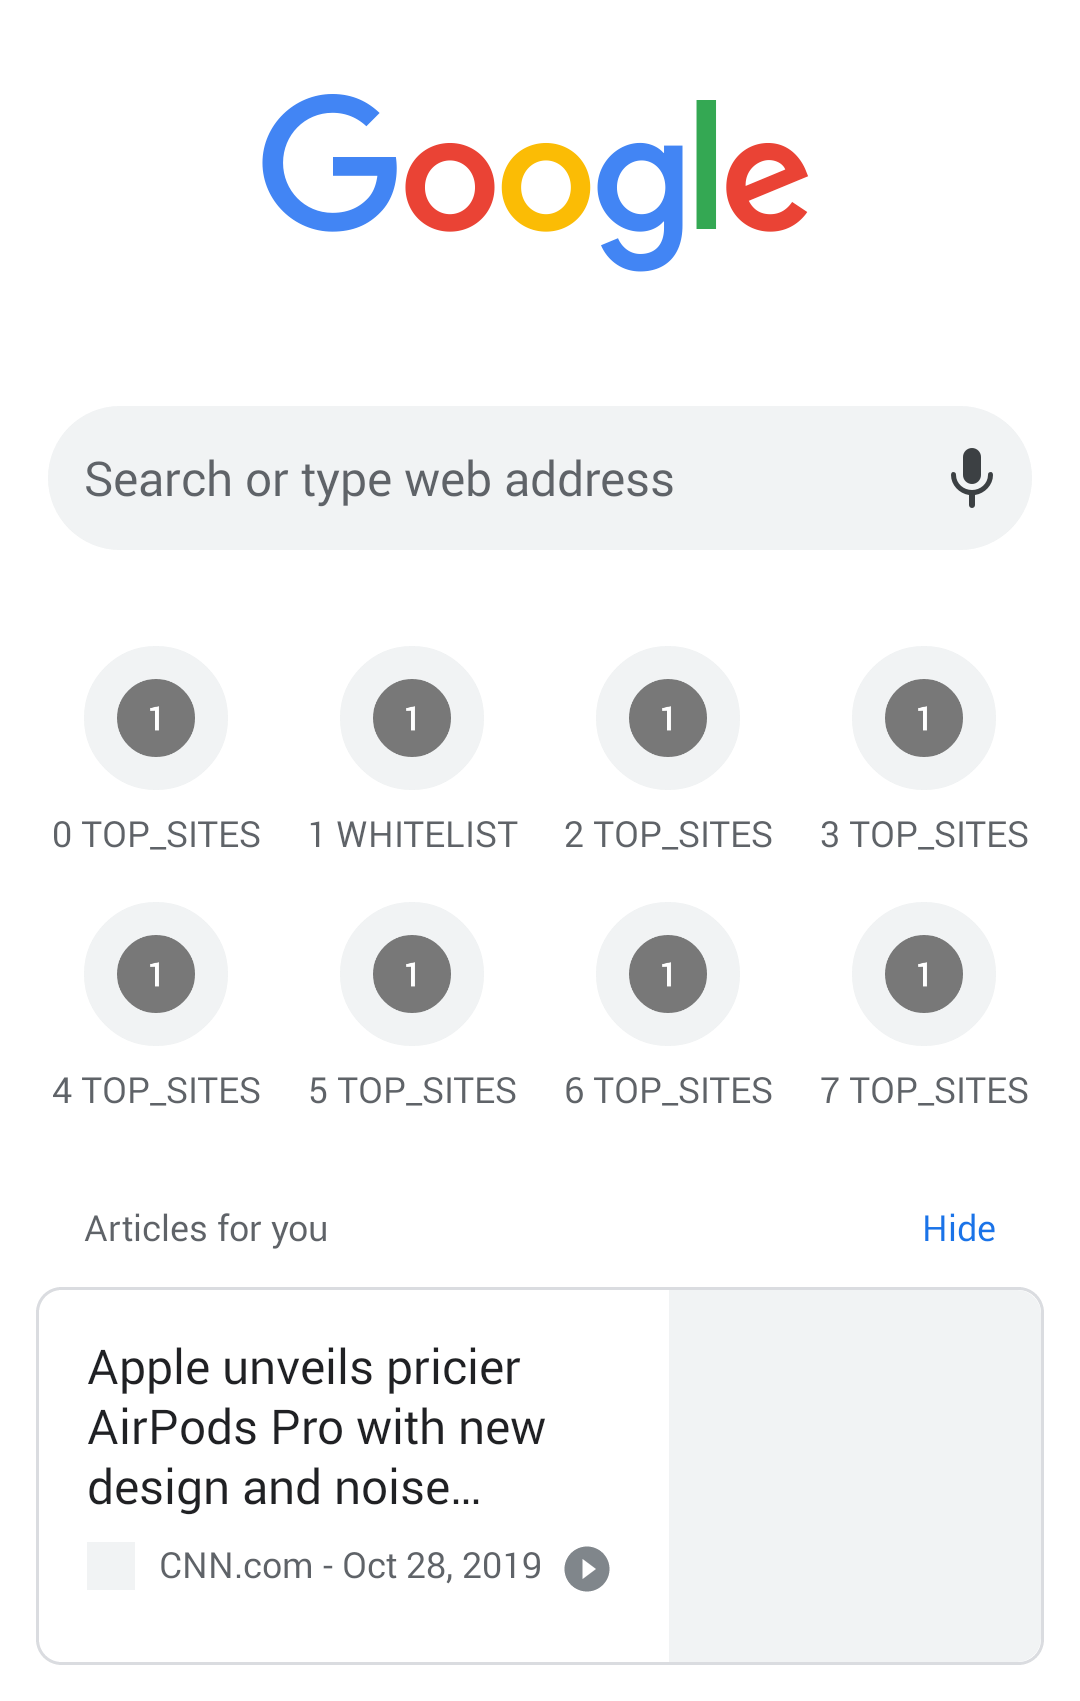 Google
Search or type web address
1 1 1 1
0 TOP_SITES 1 WHITELIST 2 TOP_SITES 3 TOP_SITES
1 1 1 1
4 TOP_SITES 5 TOP_SITES 6 TOP_SITES 7 TOP_SITES
Articles for you Hide
Apple unveils pricier
AirPods Pro with new
design and noise…
CNN.com - Oct 28, 2019